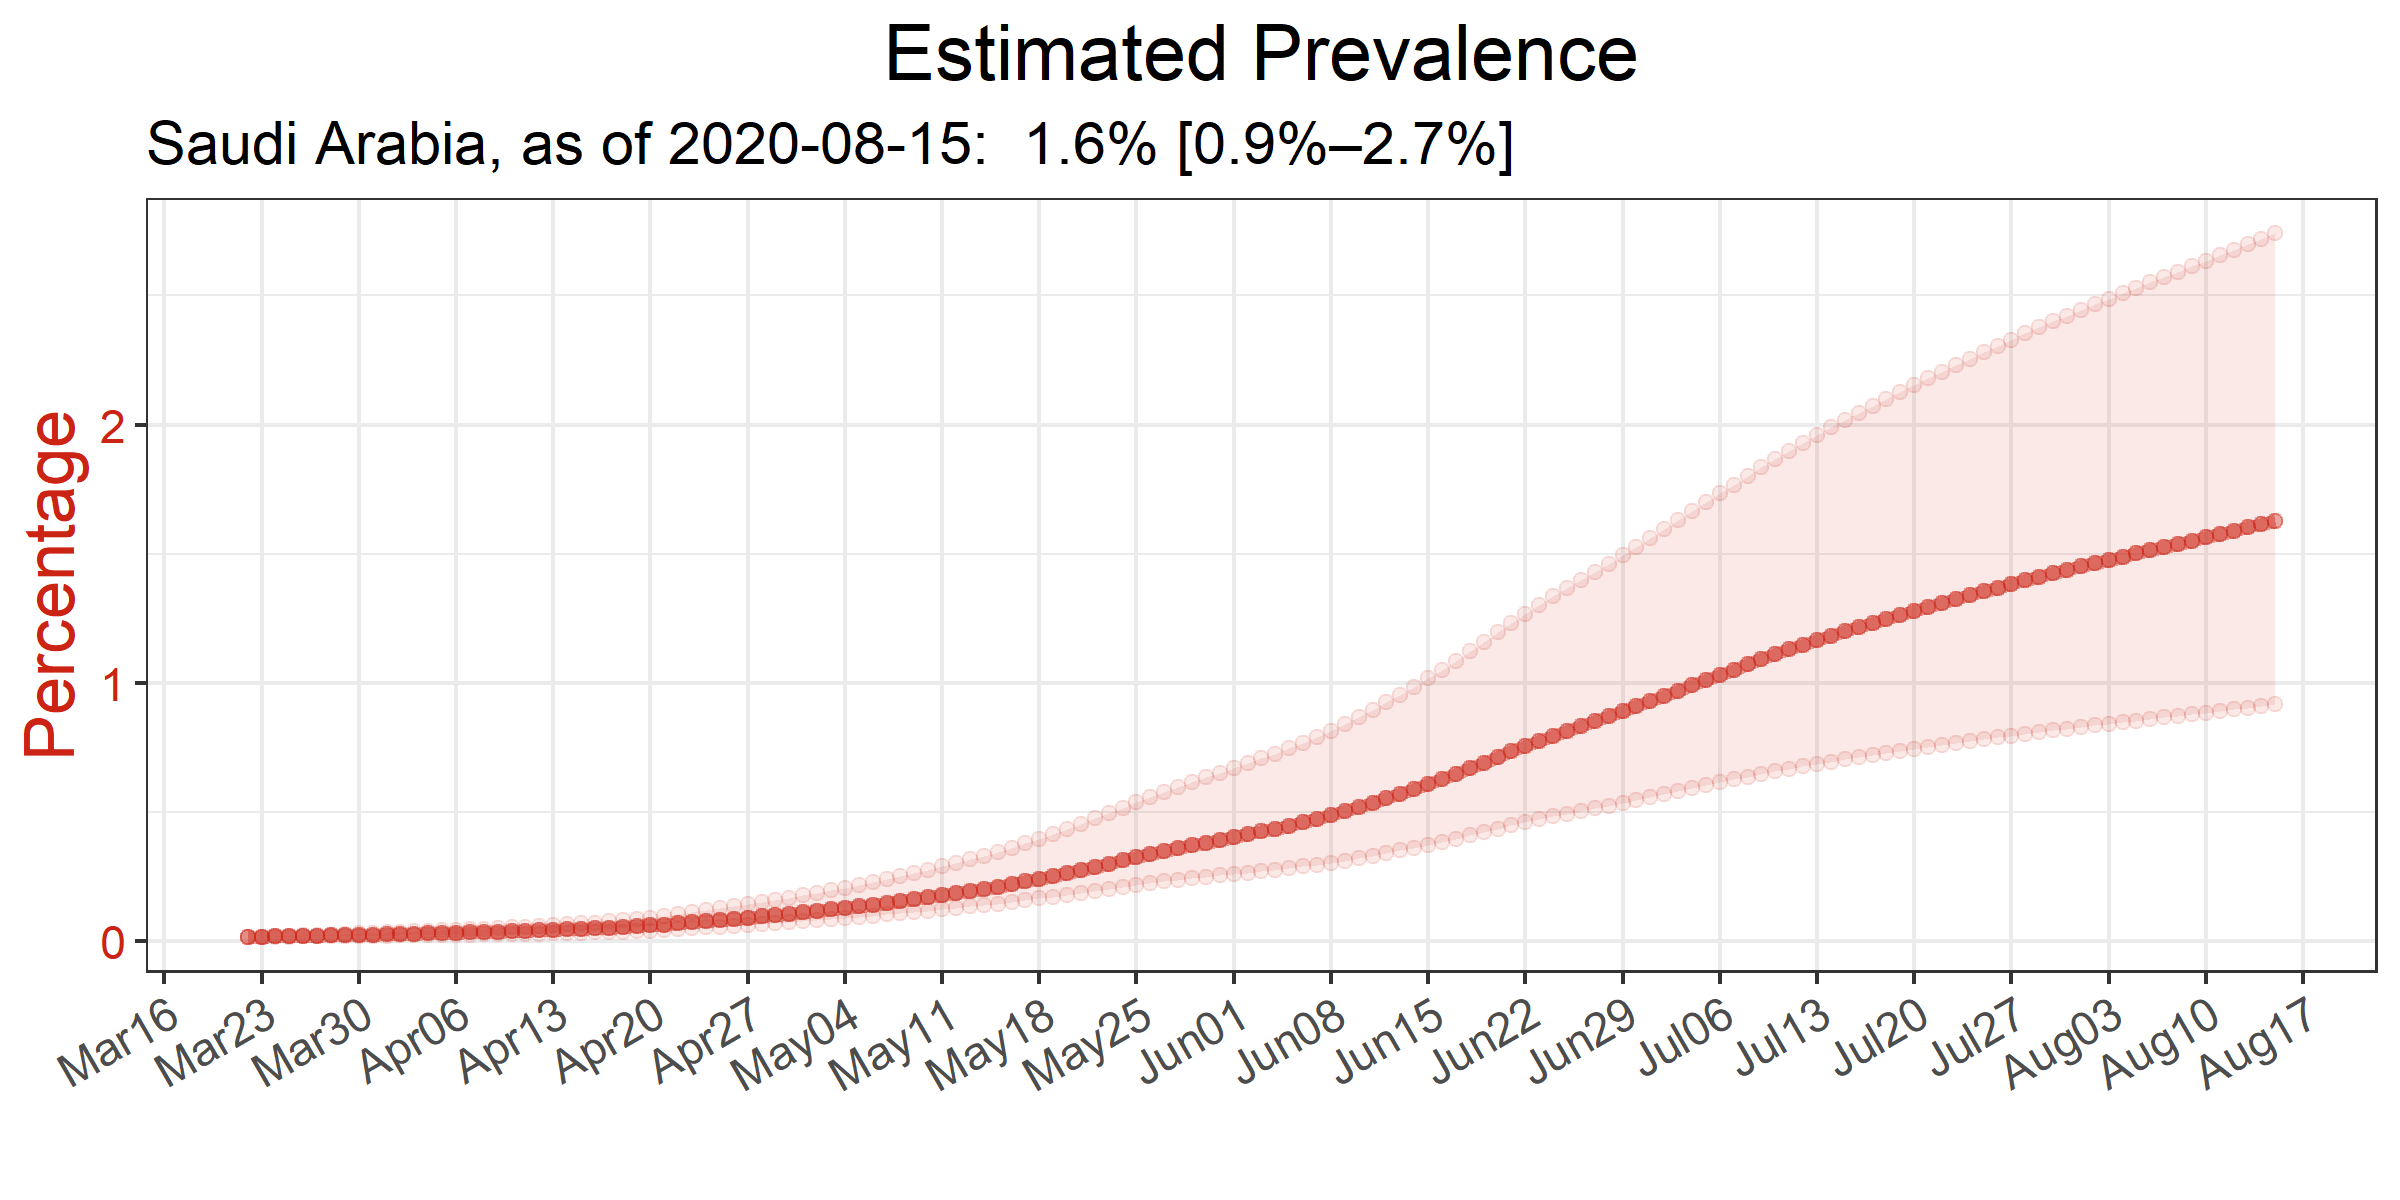 Estimated Prevalence
Saudi Arabia, as of 2020-08-15:  1.6% [0.9%–2.7%]
Percentage
2
1
0
Mar16
Mar23
Mar30
Apr06
Apr13
Apr20
Apr27
May04
May11
May18
May25
Jun01
Jun08
Jun15
Jun22
Jun29
Jul06
Jul13
Jul20
Jul27
Aug03
Aug10
Aug17